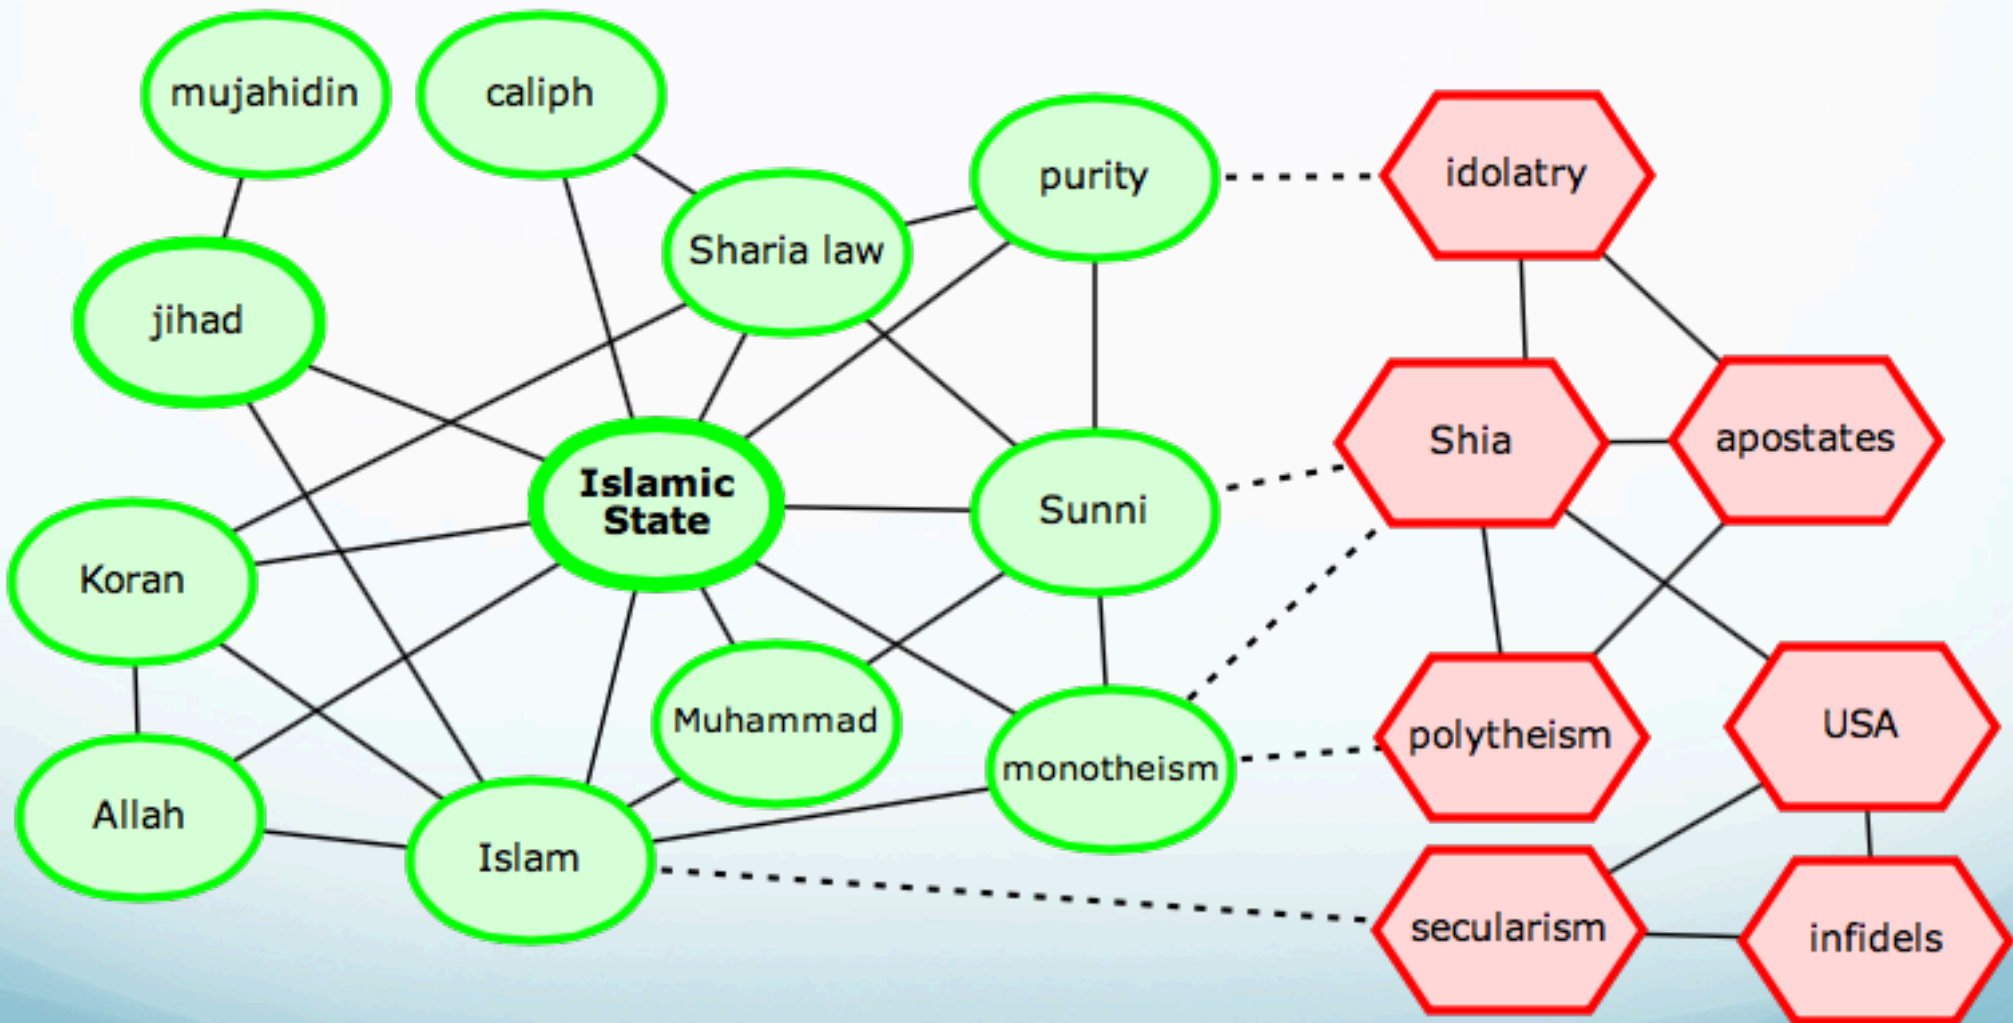 mujahidin
caliph
purity
idolatry
Sharia law
jihad
Shia
apostates
Islamic
State
Sunni
Koran
Muhammad
polytheism
USA
monotheism
Allah
Islam
secularism
infidels